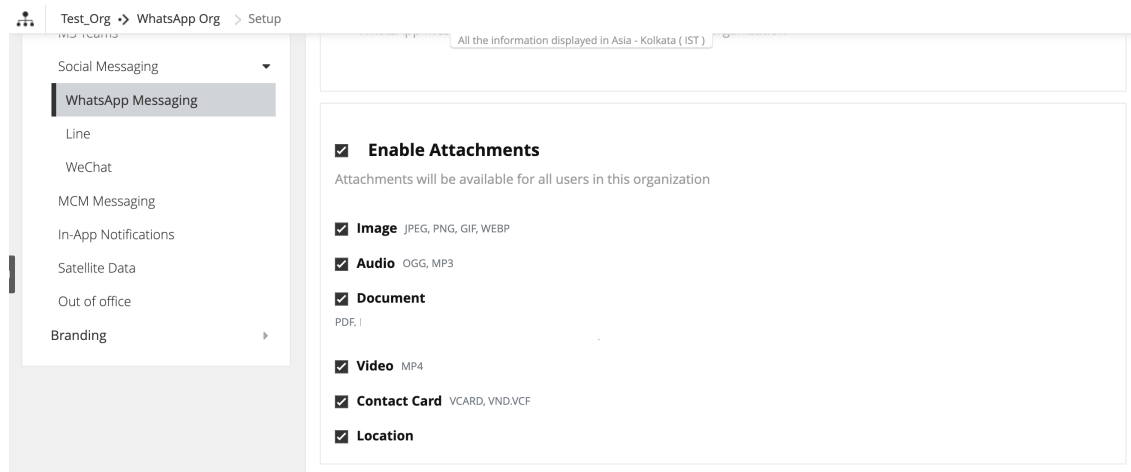 Test_Org WhatsApp Org > Setup
MS Teams
All the information displayed in Asia - Kolkata ( IST )
Social Messaging
WhatsApp Messaging
Line
WeChat
MCM Messaging
In-App Notifications
Satellite Data
Out of office
Branding
Enable Attachments
Attachments will be available for all users in this organization
Image JPEG, PNG, GIF, WEBP
Audio OGG, MP3
Document
PDF,
Video MP4
Contact Card VCARD, VND.VCF
Location